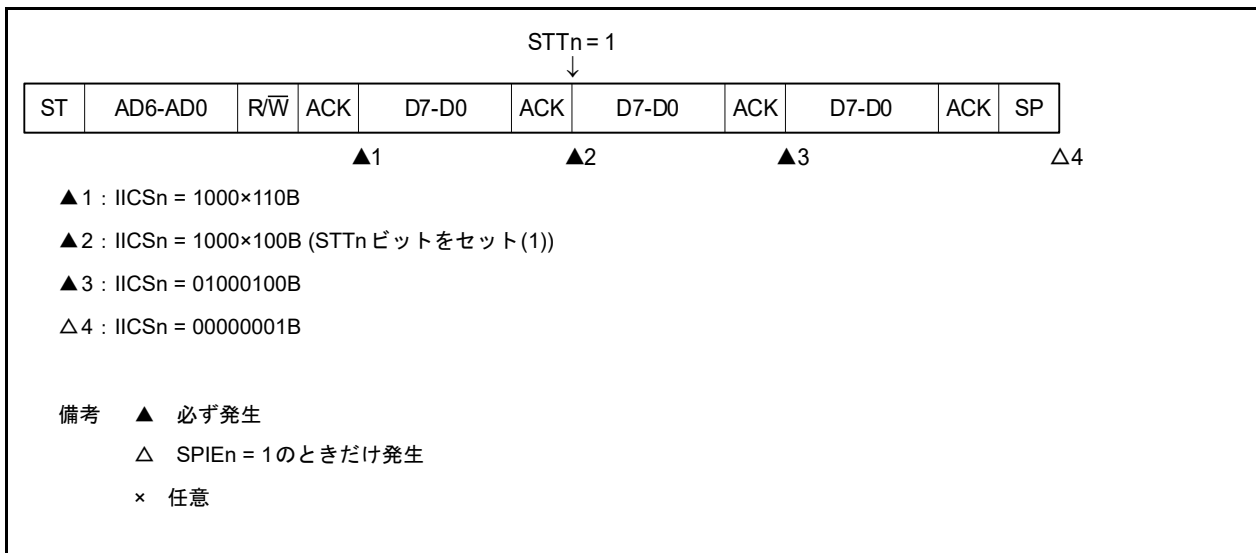 STTn = 1
↓
ST AD6-AD0 R/W̅ ACK D7-D0 ACK D7-D0 ACK D7-D0 ACK SP
▲1 ▲2 ▲3 △4
▲1：IICSn = 1000×110B
▲2：IICSn = 1000×100B (STTnビットをセット(1))
▲3：IICSn = 01000100B
△4：IICSn = 00000001B
備考 ▲ 必ず発生
△ SPIEn = 1のときだけ発生
× 任意